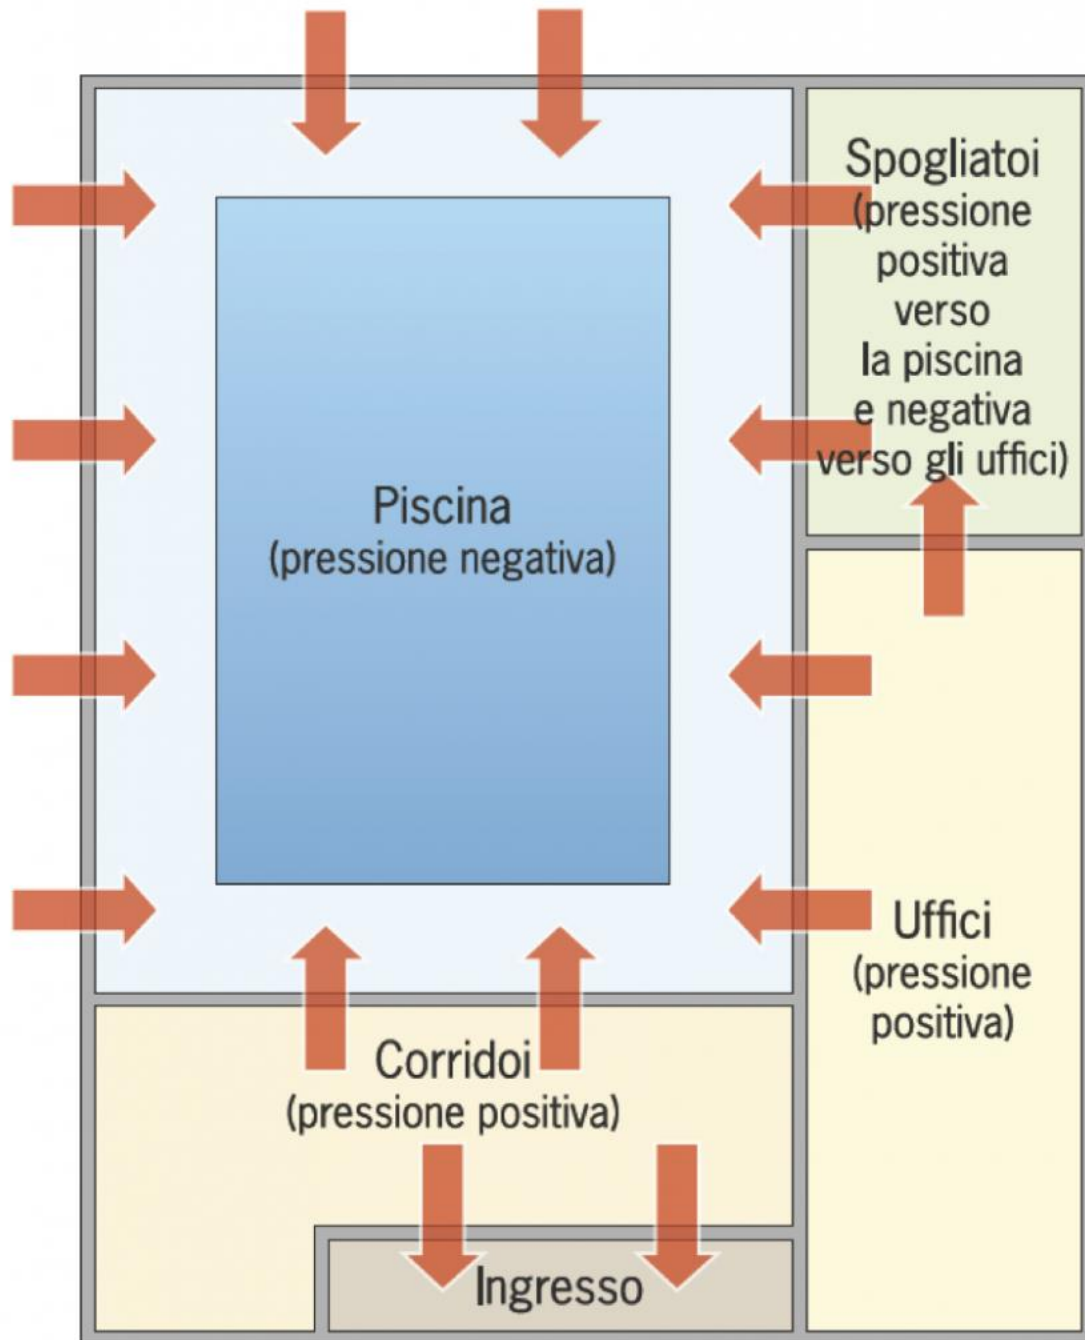 Spogliatoi
(pressione
positiva
verso
la piscina
e negativa
verso gli uffici)
Piscina
(pressione negativa)
Uffici
(pressione
positiva)
Corridoi
(pressione positiva)
Ingresso